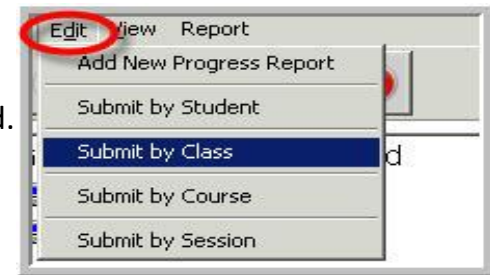 Edit View Report
Add New Progress Report
Submit by Student
d.
Submit by Class
d
Submit by Course
Submit by Session